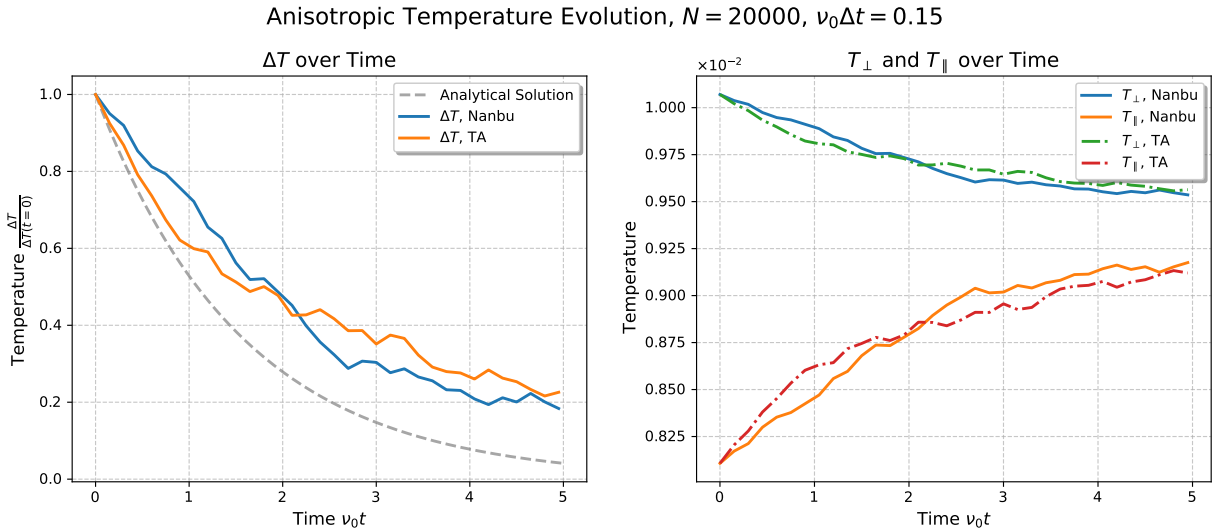 Anisotropic Temperature Evolution, N = 20000, ν₀Δt = 0.15
ΔT over Time
1.0
0.8
0.6
0.4
0.2
0.0
Temperature ΔT/ΔT(t = 0)
Analytical Solution
ΔT, Nanbu
ΔT, TA
0 1 2 3 4 5
Time ν₀t
T⊥ and T∥ over Time
×10⁻²
1.000
0.975
0.950
0.925
0.900
0.875
0.850
0.825
Temperature
T⊥, Nanbu
T∥, Nanbu
T⊥, TA
T∥, TA
0 1 2 3 4 5
Time ν₀t